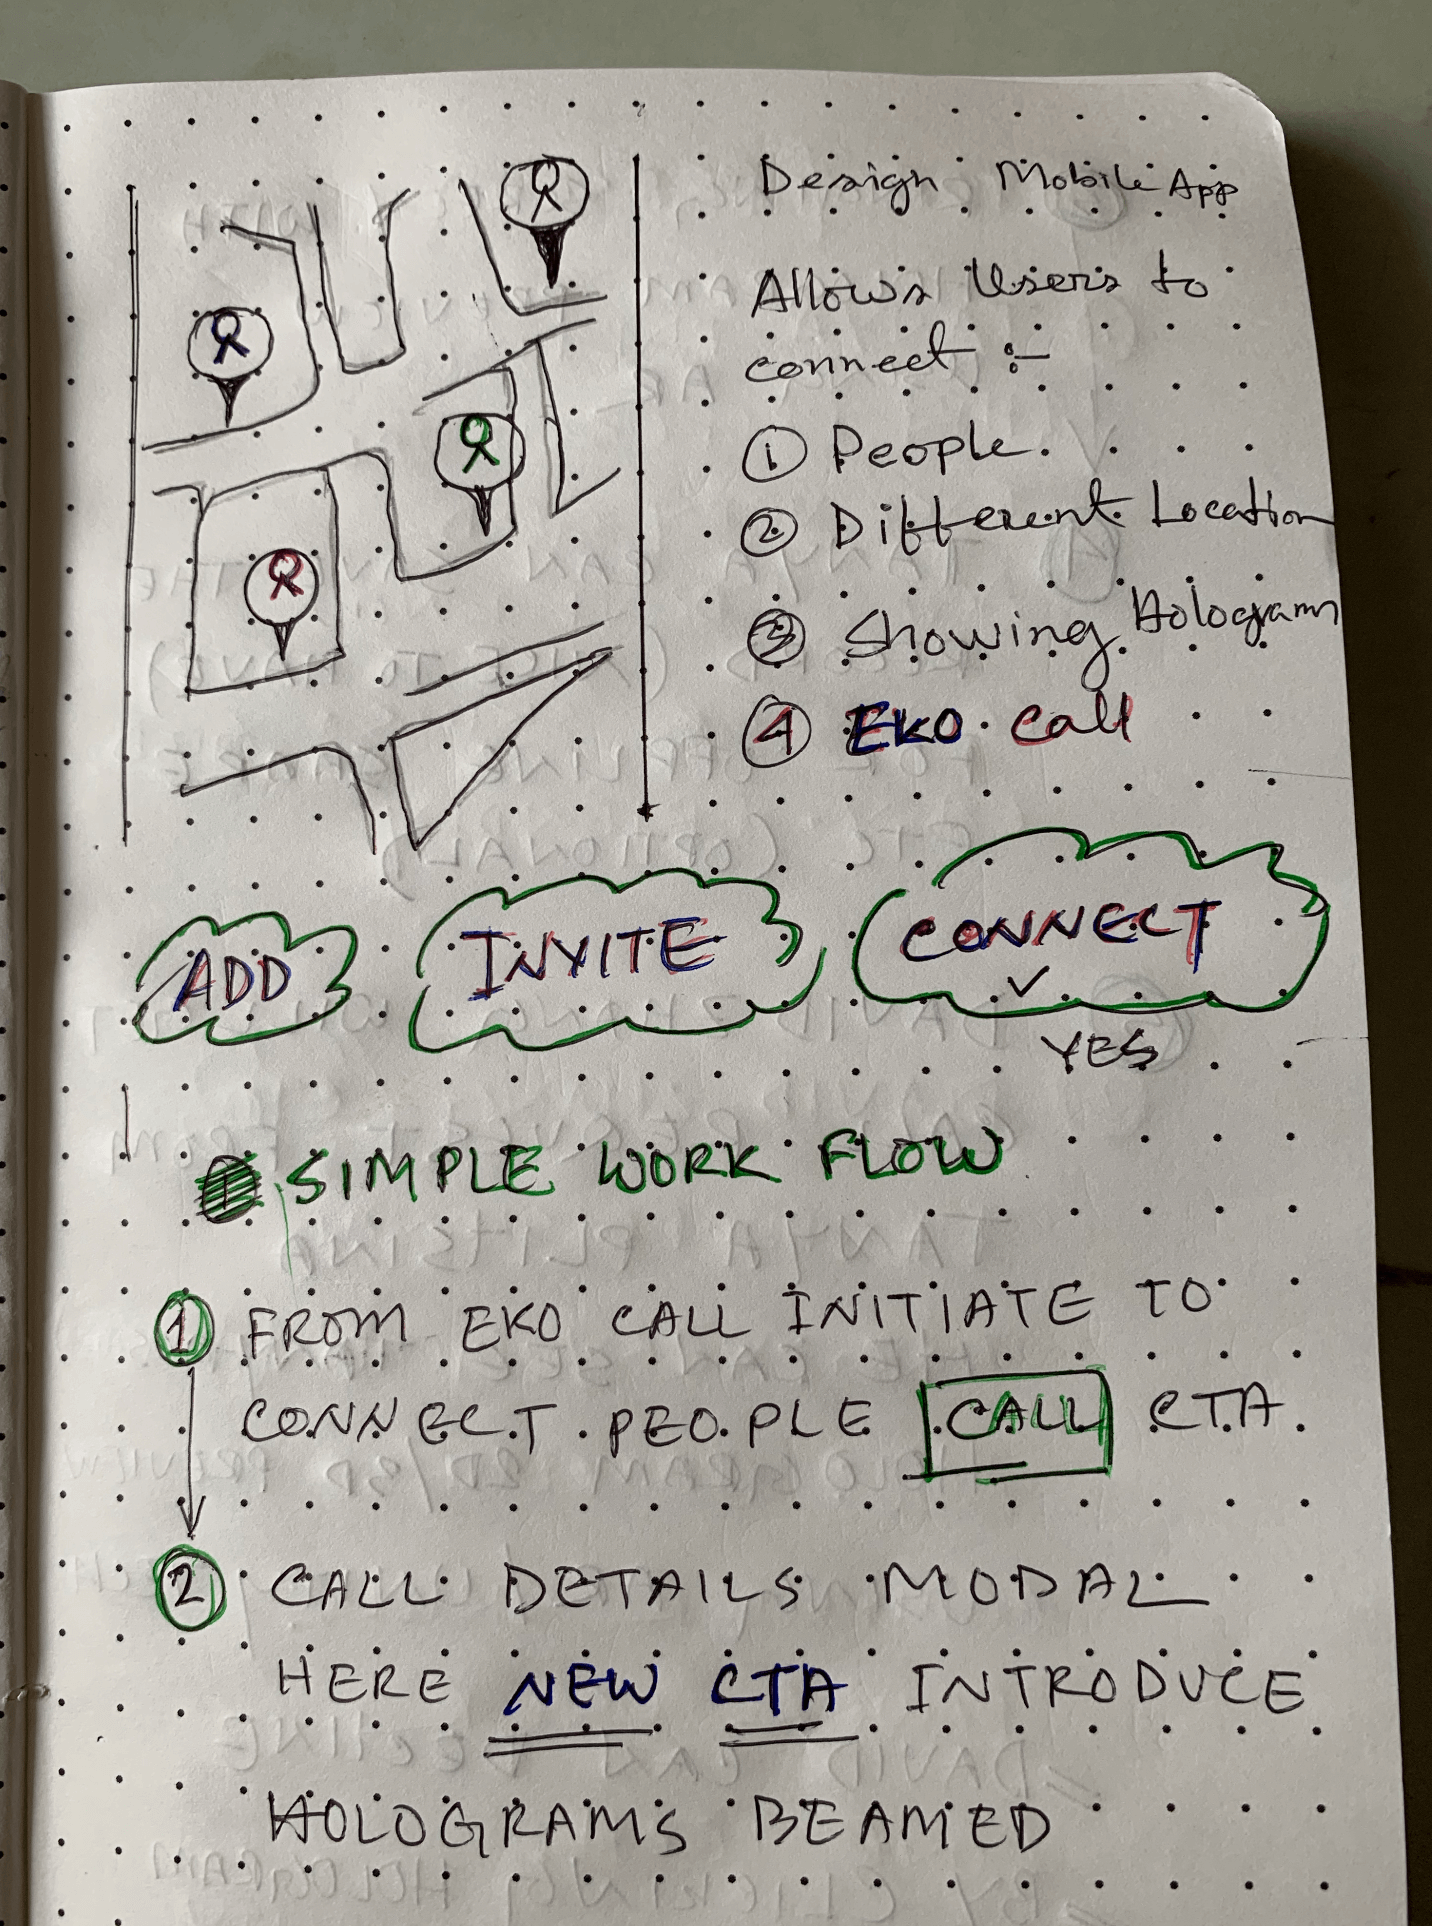 Design Mobile App
Allows Users to
connect :-
① People.
② Different Location
③ Showing Hologram
④ EKO Call
ADD
INVITE
CONNECT
✓
YES
SIMPLE WORK FLOW
① FROM EKO CALL INITIATE TO
CONNECT PEOPLE CALL CTA.
② CALL DETAILS MODAL
HERE NEW CTA INTRODUCE
HOLOGRAMS BEAMED